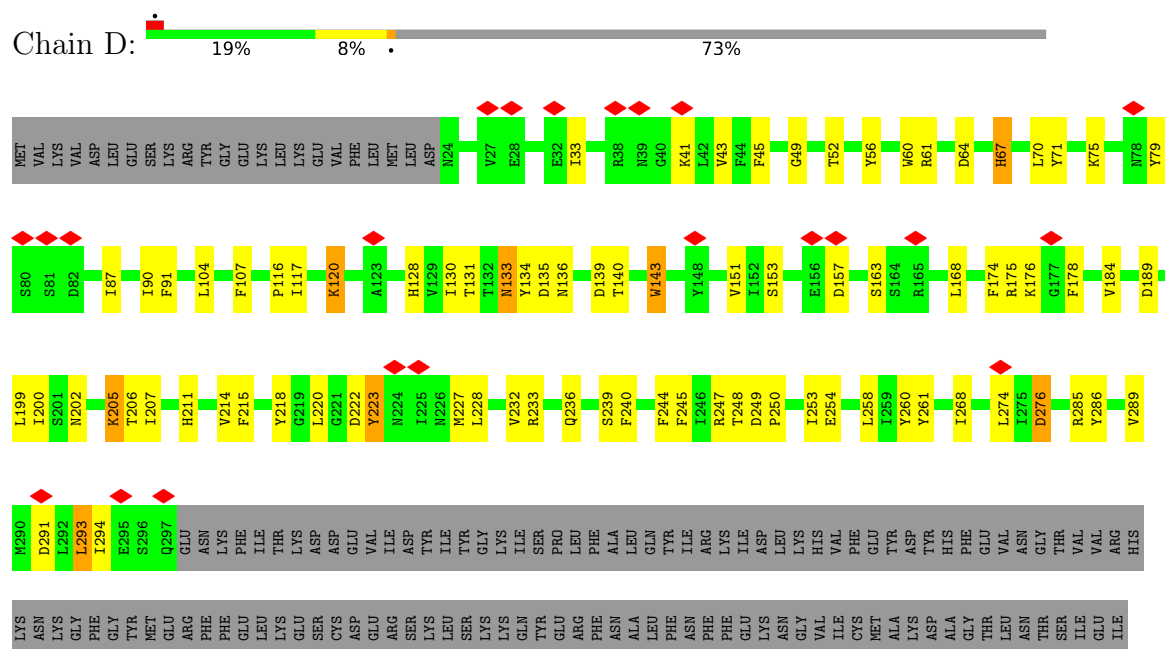 Chain D:
19% 8% 73%
MET VAL LYS VAL ASP LEU GLU SER LYS ARG TYR GLY GLU LYS LEU LYS GLU VAL PHE LEU MET LEU ASP N24 V27 E28 E32 I33 R38 N39 G40 K41 L42 V43 F44 F45 G49 T52 Y56 W60 R61 D64 H67 L70 Y71 K75 N78 Y79
S80 S81 D82 I87 I90 F91 L104 F107 P116 I117 K120 A123 H128 V129 I130 T131 T132 N133 Y134 D135 N136 D139 T140 W143 Y148 V151 I152 S153 E156 D157 S163 S164 R165 L168 F174 R175 K176 G177 F178 V184 D189
L199 I200 S201 N202 K205 T206 I207 H211 V214 F215 Y218 G219 L220 G221 D222 Y223 N224 I225 N226 M227 L228 V232 R233 Q236 S239 F240 F244 F245 I246 R247 T248 D249 P250 I253 E254 L258 I259 Y260 Y261 I268 L274 I275 D276 R285 Y286 V289
M290 D291 L292 L293 I294 E295 S296 Q297 GLU ASN LYS PHE ILE THR LYS ASP ASP GLU VAL ILE ASP TYR ILE TYR GLY LYS ILE SER PRO LEU PHE ALA LEU GLN TYR ILE ARG LYS ILE ASP LEU LYS HIS VAL PHE GLU TYR ASP TYR HIS PHE GLU VAL ASN GLY THR VAL VAL ARG HIS
LYS ASN LYS GLY PHE GLY TYR MET GLU ARG PHE PHE GLU LEU LYS GLU SER CYS ASP GLU ARG SER LYS LEU SER LYS LYS GLN TYR GLU ARG PHE ASN ALA LEU PHE ASN PHE PHE GLU LYS ASN GLY VAL ILE CYS MET ALA LYS ASP ALA GLY THR LEU ASN THR SER ILE GLU ILE